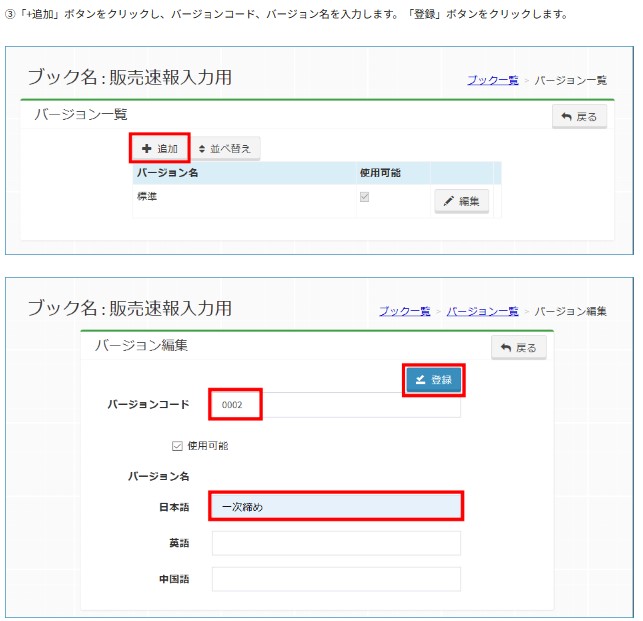 ③「+追加」ボタンをクリックし、バージョンコード、バージョン名を入力します。「登録」ボタンをクリックします。
ブック名 : 販売速報入力用
ブック一覧 > バージョン一覧
バージョン一覧
戻る
追加
並べ替え
バージョン名 使用可能
標準
編集
ブック名 : 販売速報入力用
ブック一覧 > バージョン一覧 > バージョン編集
バージョン編集
戻る
登録
バージョンコード 0002
使用可能
バージョン名
日本語 一次締め
英語
中国語